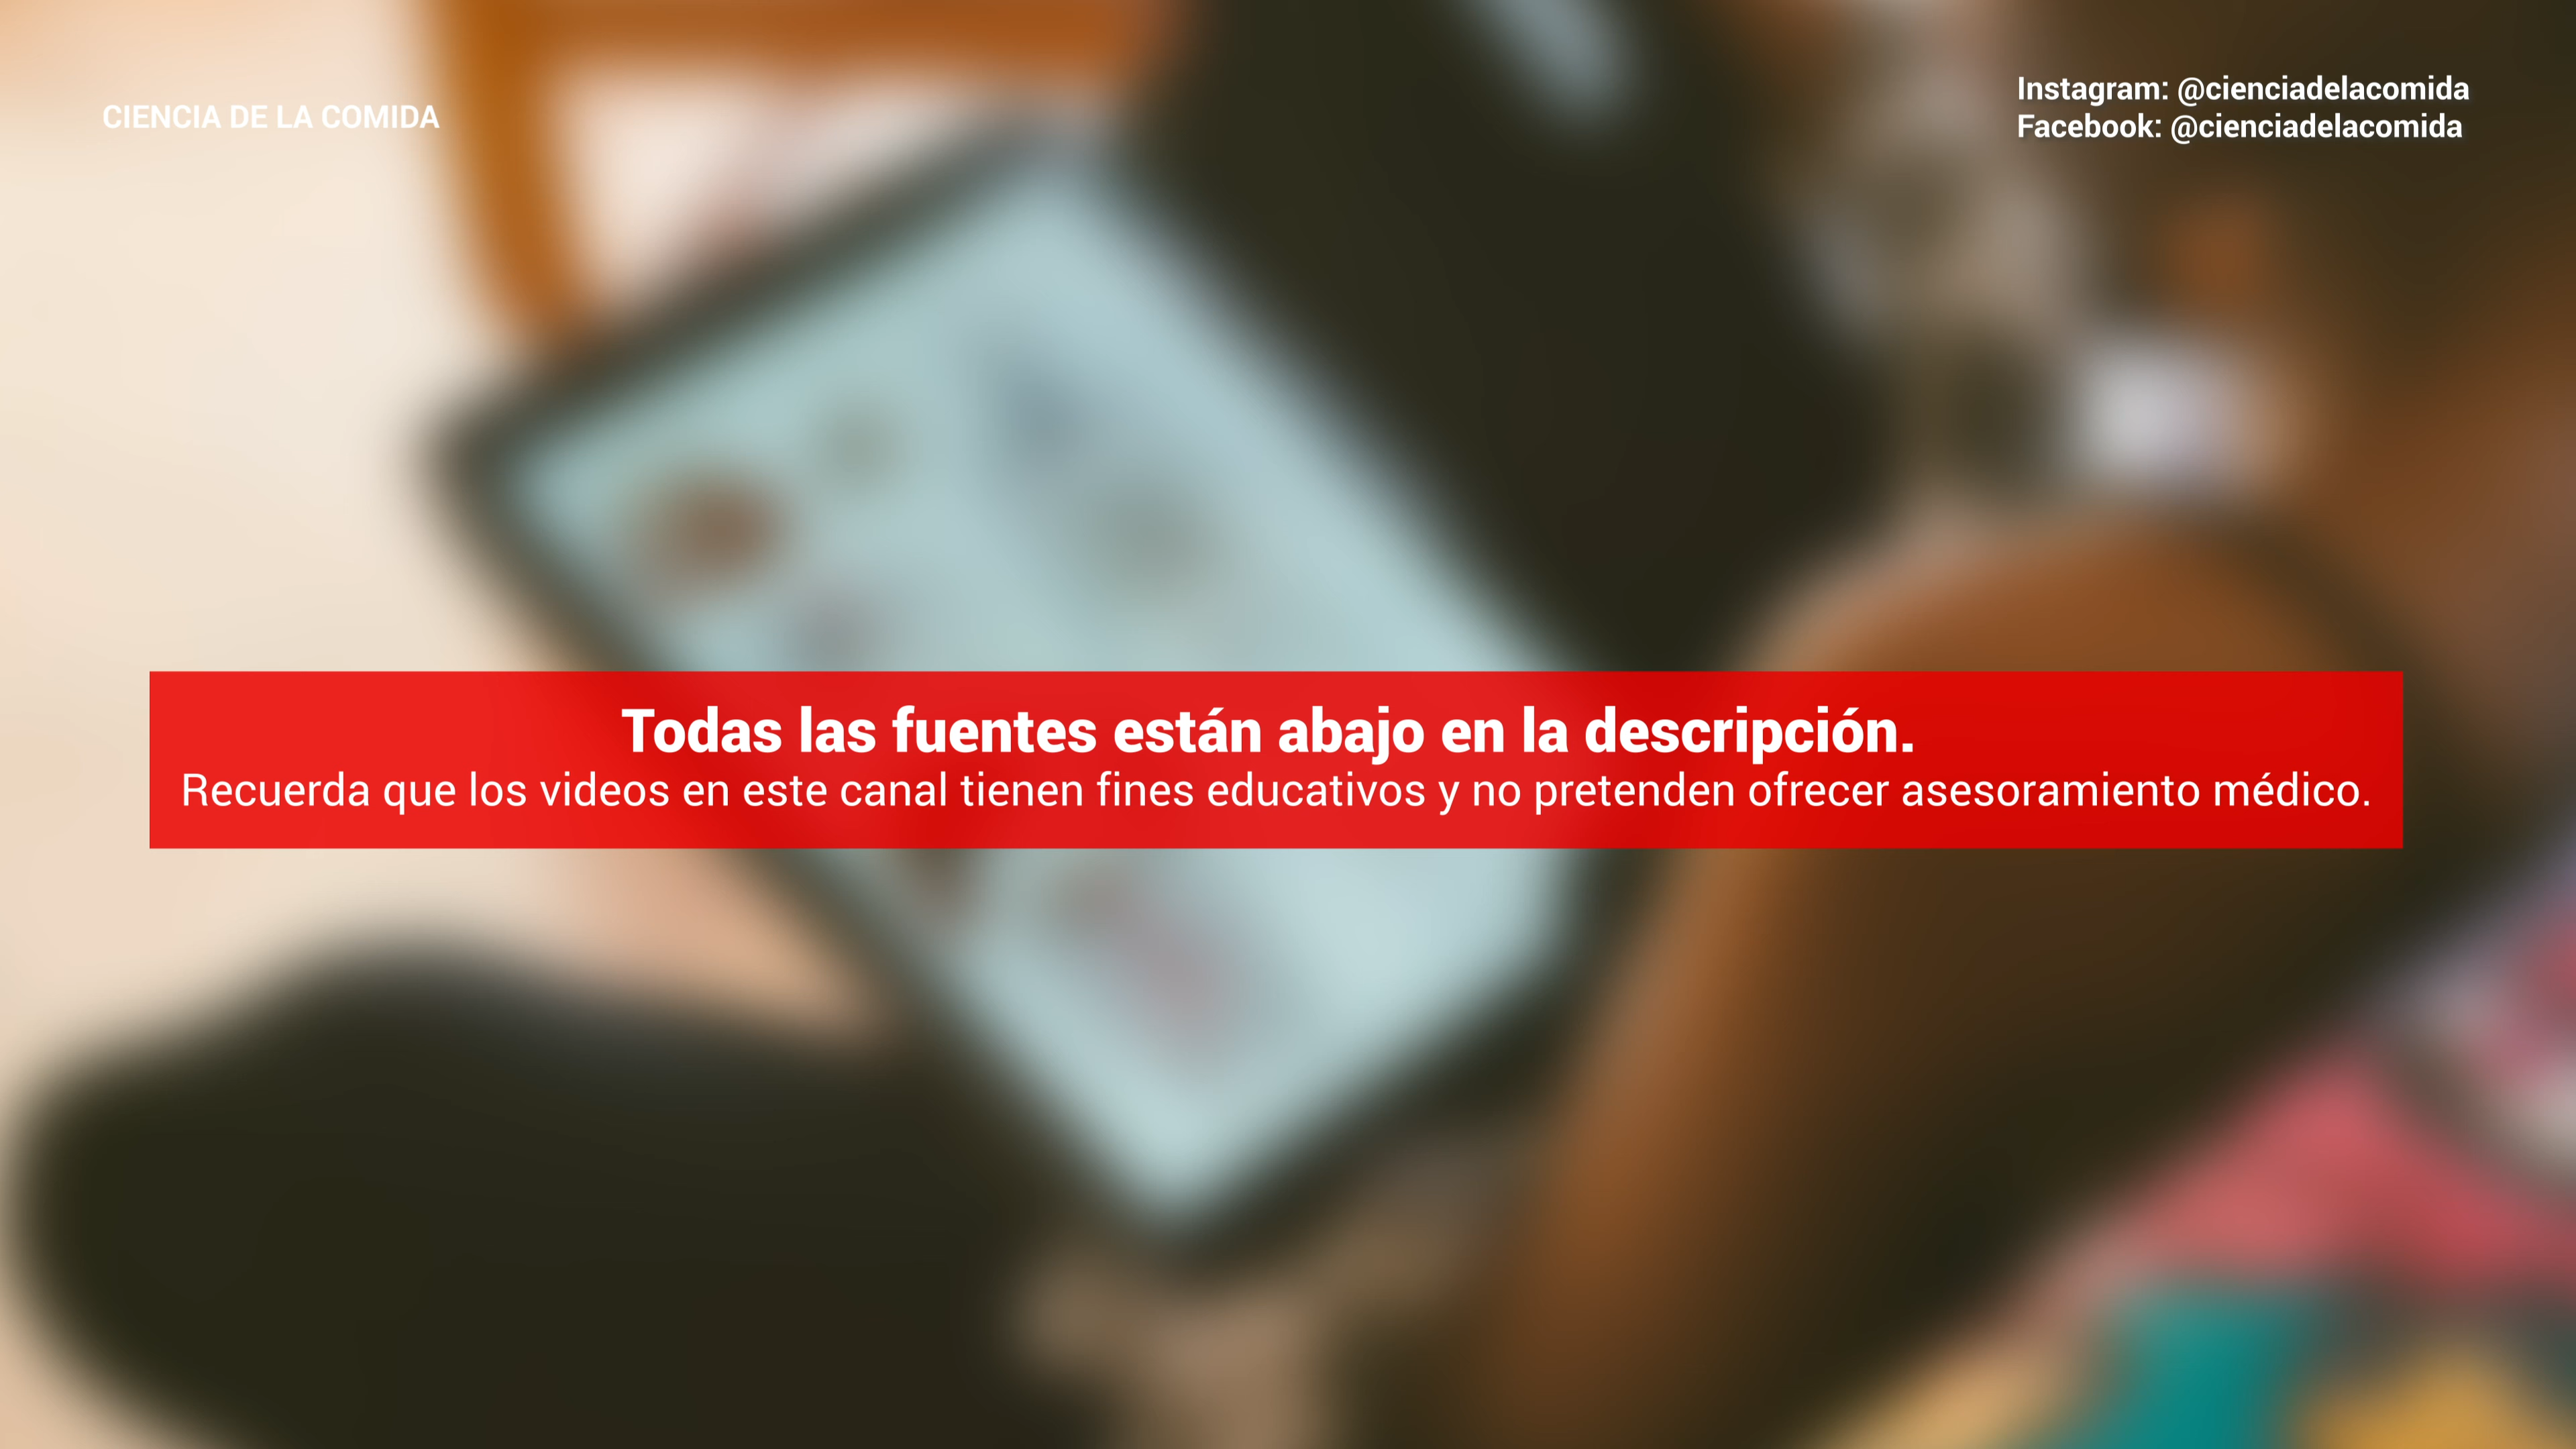 CIENCIA DE LA COMIDA
Instagram: @cienciadelacomida
Facebook: @cienciadelacomida
Todas las fuentes están abajo en la descripción.
Recuerda que los videos en este canal tienen fines educativos y no pretenden ofrecer asesoramiento médico.